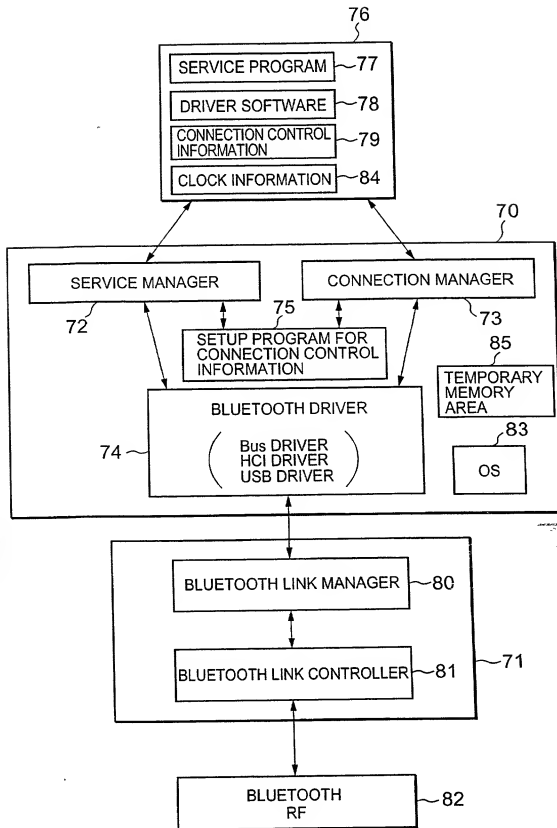 76
SERVICE PROGRAM
77
DRIVER SOFTWARE
78
CONNECTION CONTROL
INFORMATION
79
CLOCK INFORMATION
84
70
SERVICE MANAGER
CONNECTION MANAGER
72
75
73
SETUP PROGRAM FOR
CONNECTION CONTROL
INFORMATION
85
TEMPORARY
MEMORY
AREA
BLUETOOTH DRIVER
74
Bus DRIVER
HCI DRIVER
USB DRIVER
83
OS
BLUETOOTH LINK MANAGER
80
BLUETOOTH LINK CONTROLLER
81
71
BLUETOOTH
RF
82